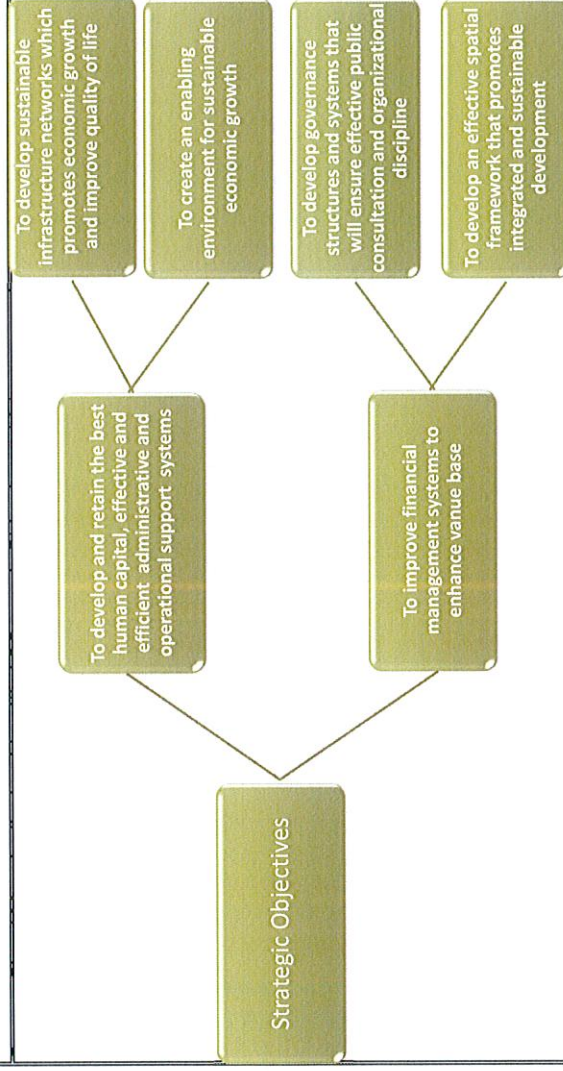 Strategic Objectives
To develop and retain the best
human capital, effective and
efficient administrative and
operational support systems
To improve financial
management systems to
enhance vanue base
To develop sustainable
infrastructure networks which
promotes economic growth
and improve quality of life
To create an enabling
environment for sustainable
economic growth
To develop governance
structures and systems that
will ensure effective public
consultation and organizational
discipline
To develop an effective spatial
framework that promotes
integrated and sustainable
development